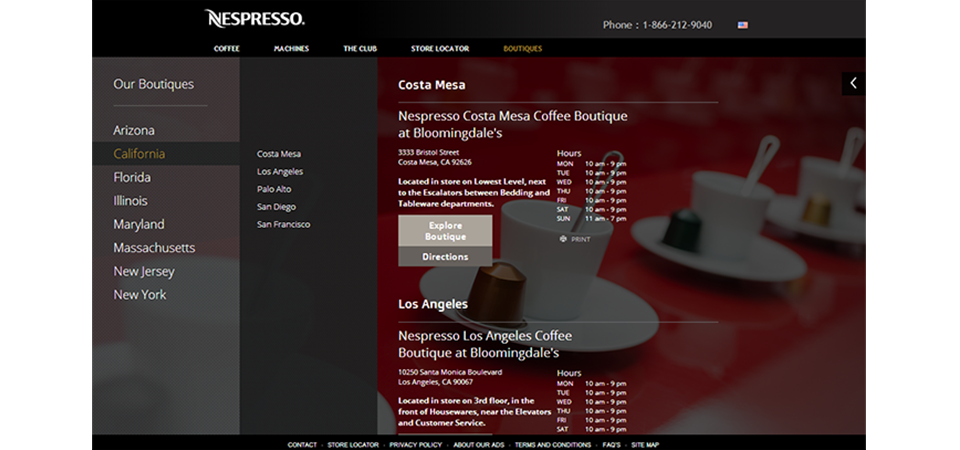 NESPRESSO.
Phone : 1-866-212-9040
COFFEE MACHINES THE CLUB STORE LOCATOR BOUTIQUES
Our Boutiques
Arizona
California
Florida
Illinois
Maryland
Massachusetts
New Jersey
New York
Costa Mesa
Los Angeles
Palo Alto
San Diego
San Francisco
Costa Mesa
Nespresso Costa Mesa Coffee Boutique
at Bloomingdale's
3333 Bristol Street
Costa Mesa, CA 92626
Located in store on Lowest Level, next
to the Escalators between Bedding and
Tableware departments.
Explore
Boutique
Directions
Hours
MON 10 am - 9 pm
TUE 10 am - 9 pm
WED 10 am - 9 pm
THU 10 am - 9 pm
FRI 10 am - 9 pm
SAT 10 am - 9 pm
SUN 11 am - 7 pm
PRINT
Los Angeles
Nespresso Los Angeles Coffee
Boutique at Bloomingdale's
10250 Santa Monica Boulevard
Los Angeles, CA 90067
Located in store on 3rd floor, in the
front of Housewares, near the Elevators
and Customer Service.
Hours
MON 10 am - 9 pm
TUE 10 am - 9 pm
WED 10 am - 9 pm
THU 10 am - 9 pm
FRI 10 am - 9 pm
SAT 10 am - 9 pm
CONTACT - STORE LOCATOR - PRIVACY POLICY - ABOUT OUR ADS - TERMS AND CONDITIONS - FAQ'S - SITE MAP